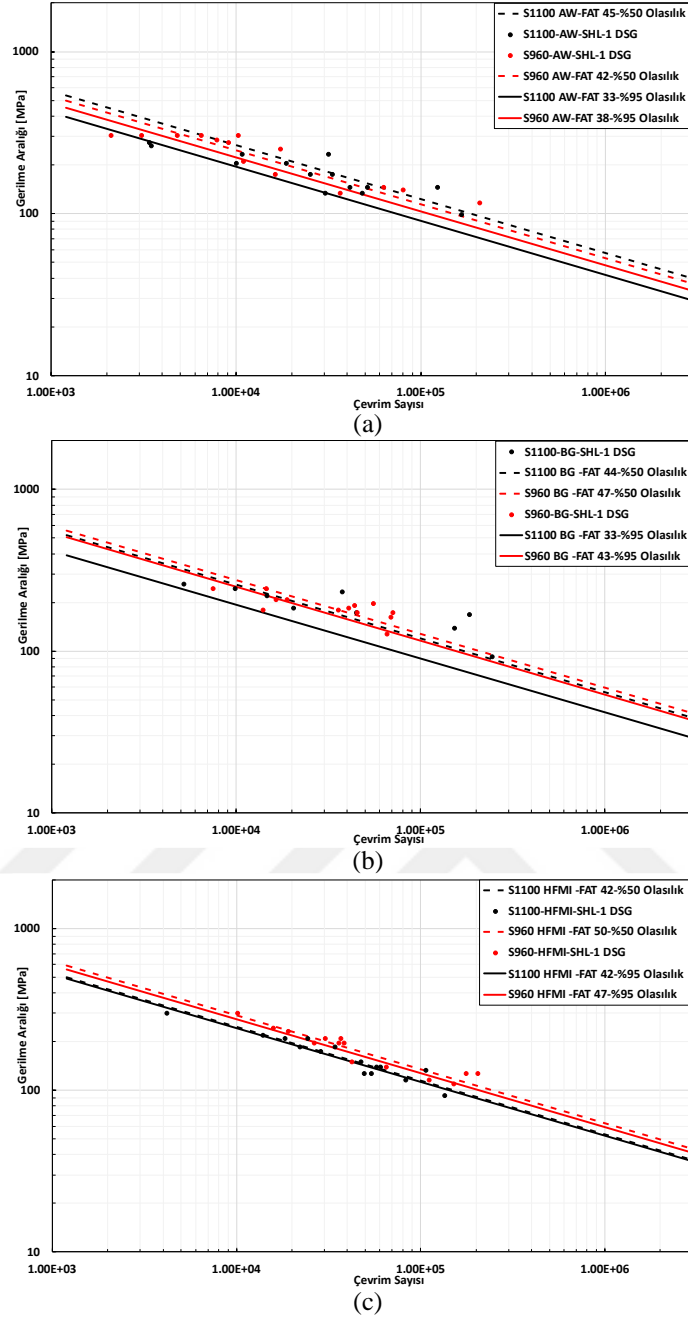 S1100 AW-FAT 45-%50 Olasılık
S1100-AW-SHL-1 DSG
S960-AW-SHL-1 DSG
S960 AW-FAT 42-%50 Olasılık
S1100 AW-FAT 33-%95 Olasılık
S960 AW-FAT 38-%95 Olasılık
Gerilme Aralığı [MPa]
1000
100
10
1.00E+03
1.00E+04
1.00E+05
1.00E+06
Çevrim Sayısı
(a)
S1100-BG-SHL-1 DSG
S1100 BG -FAT 44-%50 Olasılık
S960 BG -FAT 47-%50 Olasılık
S960-BG-SHL-1 DSG
S1100 BG -FAT 33-%95 Olasılık
S960 BG -FAT 43-%95 Olasılık
Gerilme Aralığı [MPa]
1000
100
10
1.00E+03
1.00E+04
1.00E+05
1.00E+06
Çevrim Sayısı
(b)
S1100 HFMI -FAT 42-%50 Olasılık
S1100-HFMI-SHL-1 DSG
S960 HFMI -FAT 50-%50 Olasılık
S960-HFMI-SHL-1 DSG
S1100 HFMI -FAT 42-%95 Olasılık
S960 HFMI -FAT 47-%95 Olasılık
Gerilme Aralığı [MPa]
1000
100
10
1.00E+03
1.00E+04
1.00E+05
1.00E+06
Çevrim Sayısı
(c)